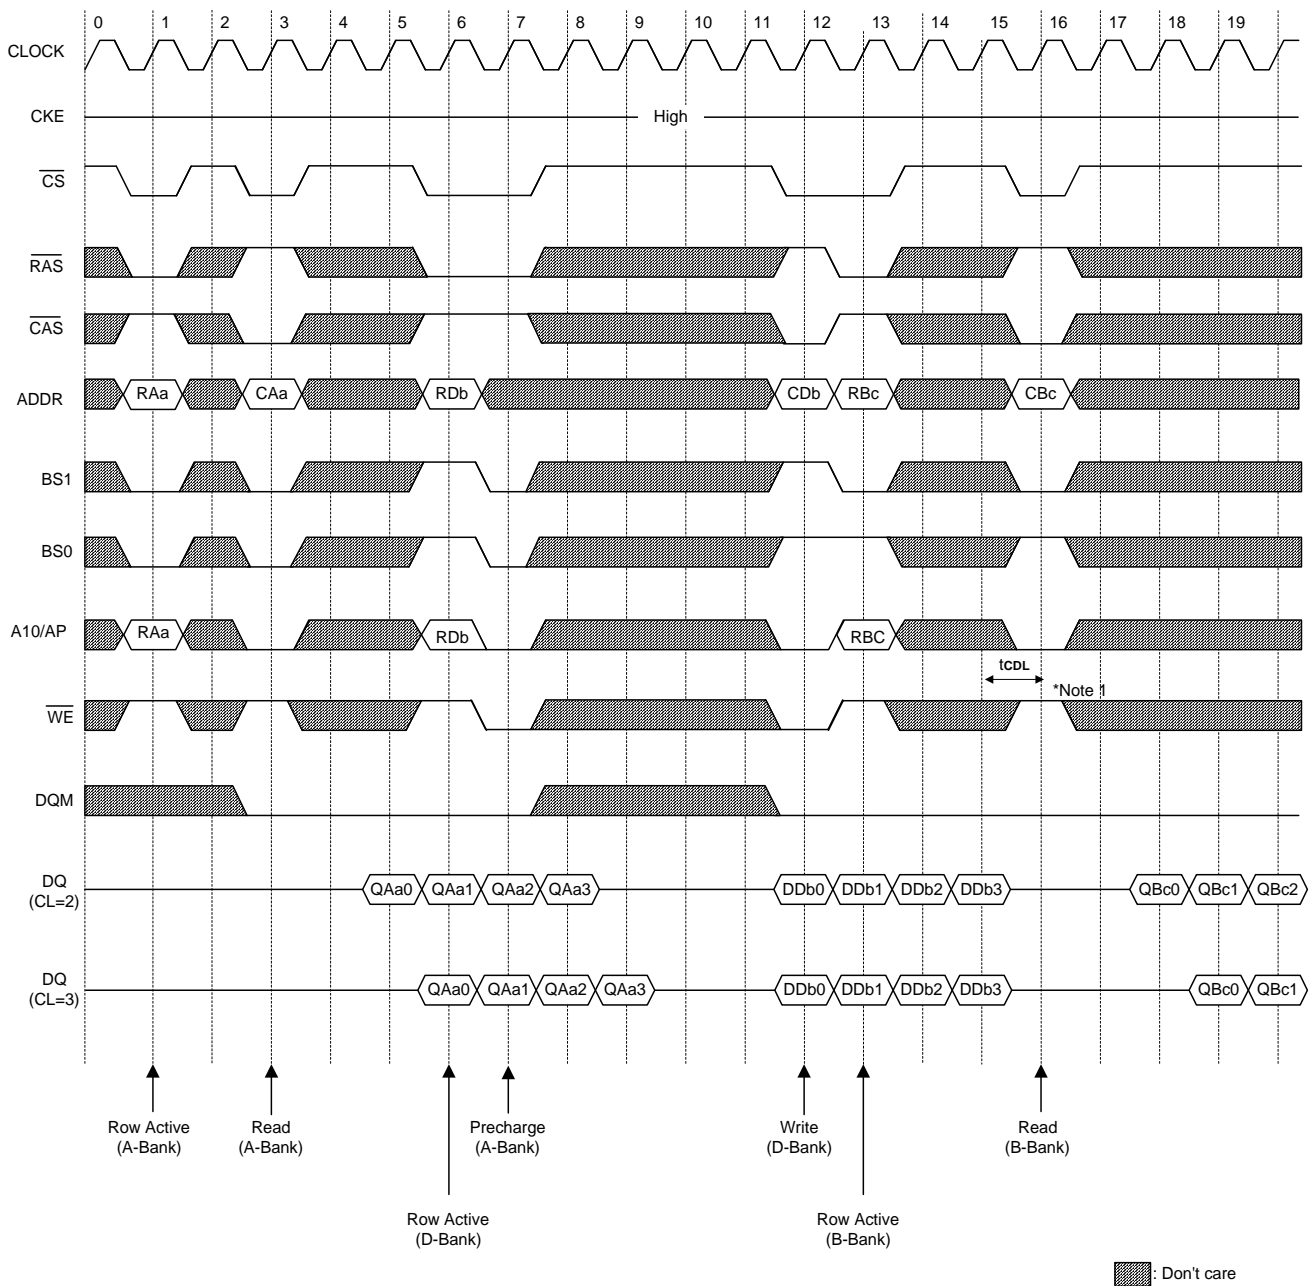 0 1 2 3 4 5 6 7 8 9 10 11 12 13 14 15 16 17 18 19
CLOCK
CKE High
CS
RAS
CAS
ADDR RAa CAa RDb CDb RBc CBc
BS1
BS0
A10/AP RAa RDb RBC
tCDL
*Note 1
WE
DQM
DQ
(CL=2) QAa0 QAa1 QAa2 QAa3 DDb0 DDb1 DDb2 DDb3 QBc0 QBc1 QBc2
DQ
(CL=3) QAa0 QAa1 QAa2 QAa3 DDb0 DDb1 DDb2 DDb3 QBc0 QBc1
Row Active
(A-Bank)
Read
(A-Bank)
Precharge
(A-Bank)
Write
(D-Bank)
Read
(B-Bank)
Row Active
(D-Bank)
Row Active
(B-Bank)
: Don't care